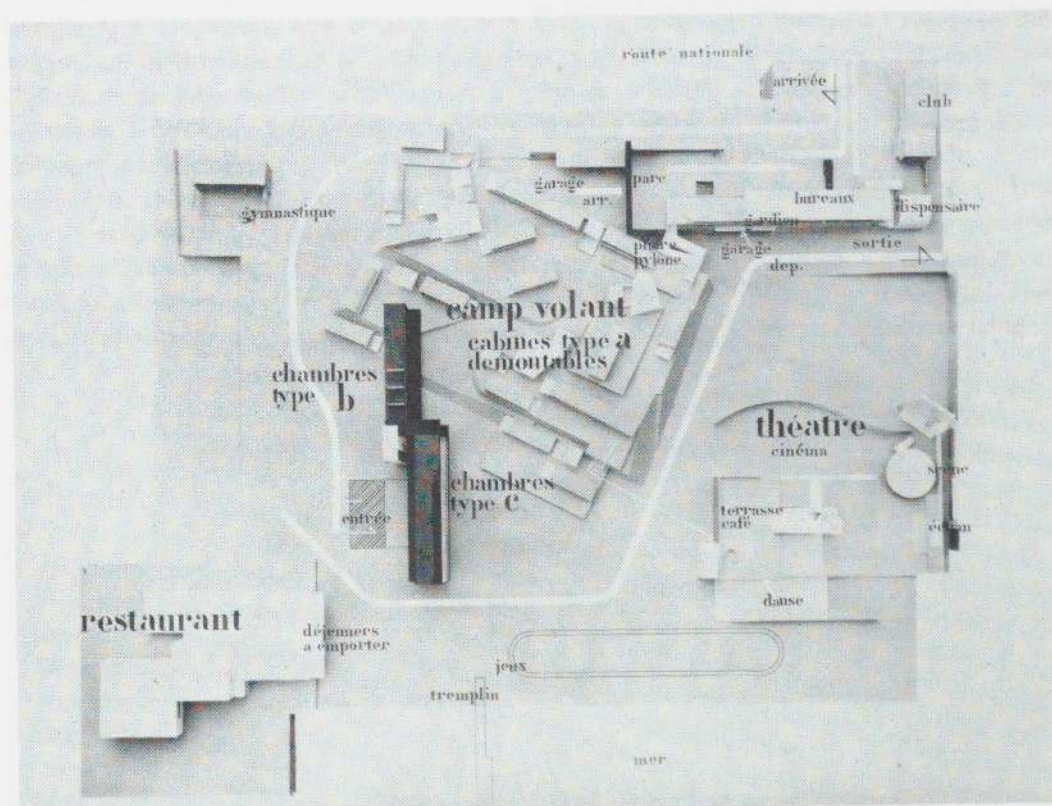 route nationale
arrivée
club
garage
arr.
parc
bureaux
gymnastique
gardien
dispensaire
phare
pylone
garage
sortie
dep.
camp volant
cabines type a
demontables
chambres
type b
théatre
cinéma
scène
chambres
type c
entrée
terrasse
café
écran
danse
restaurant
déjeuners
a emporter
jeux
tremplin
mer